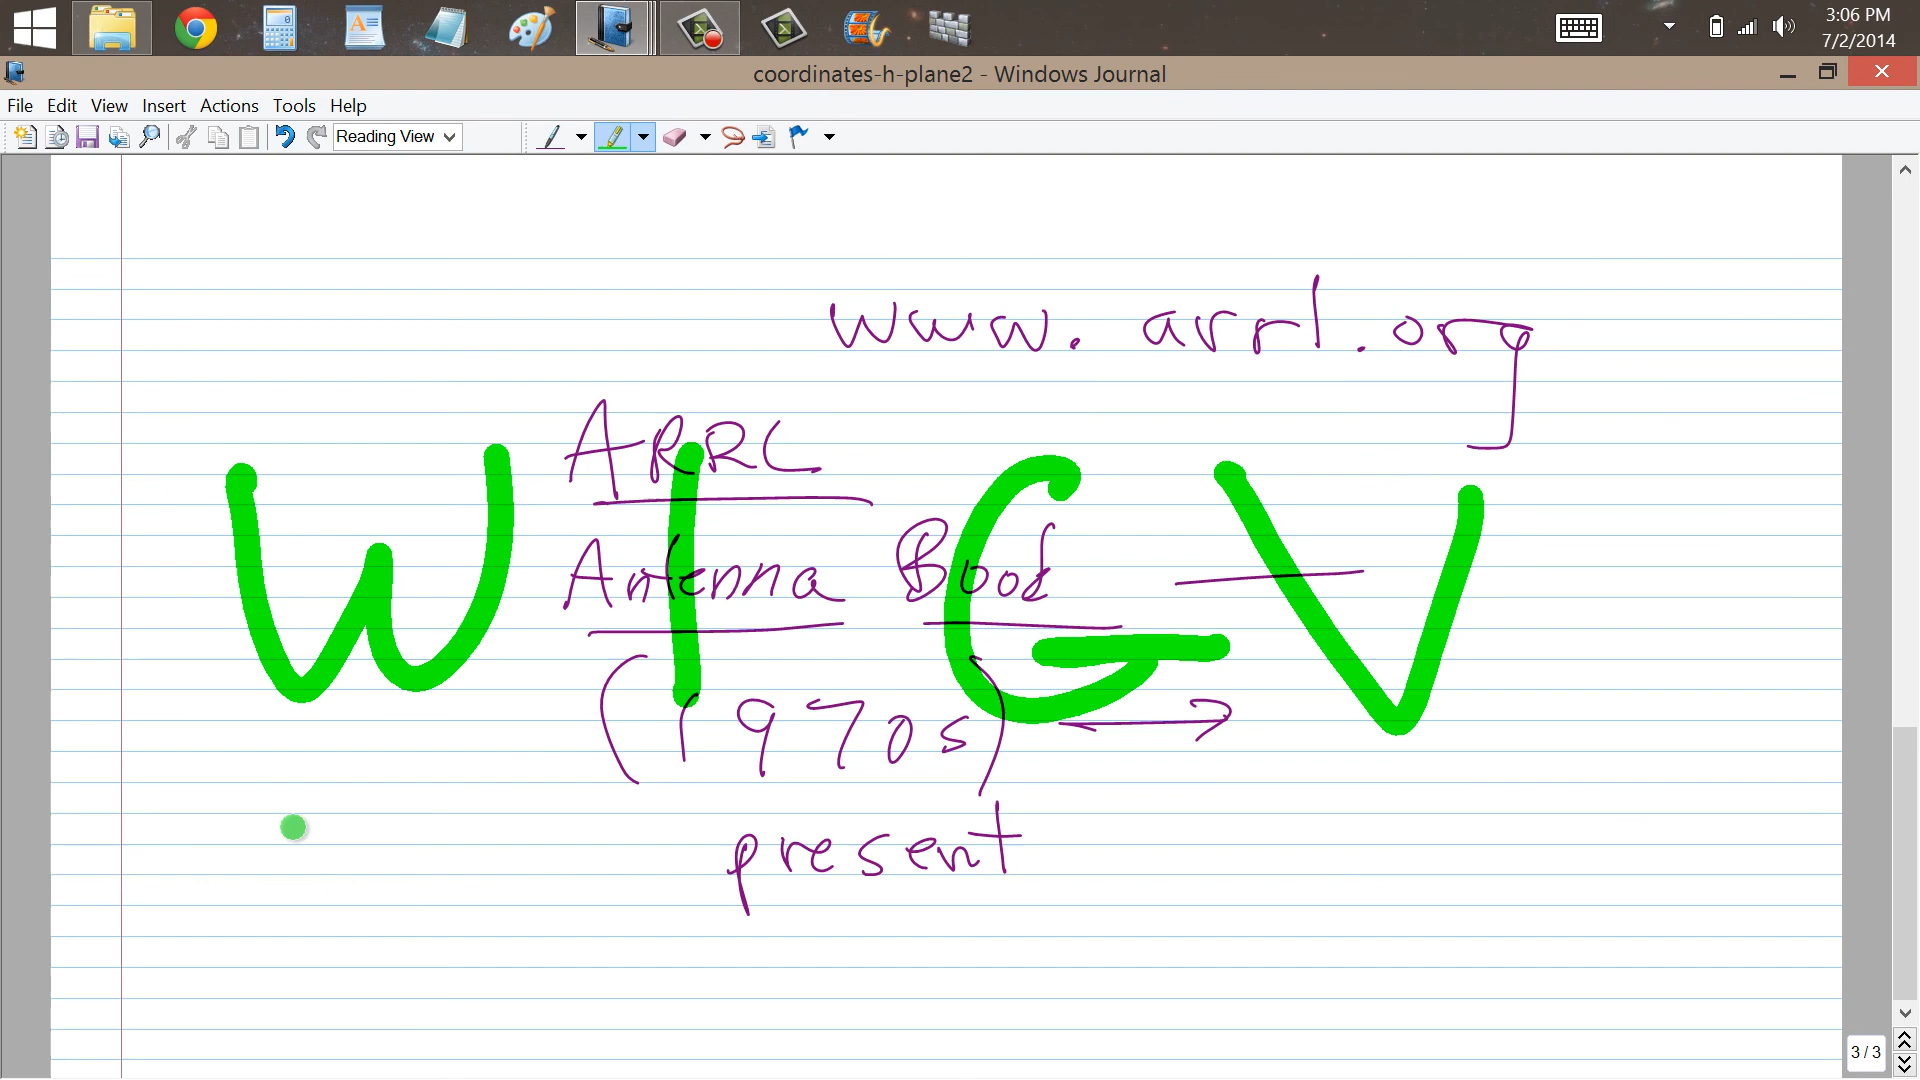 3:06 PM
7/2/2014
coordinates-h-plane2 - Windows Journal
File Edit View Insert Actions Tools Help
Reading View
www.arrl.org
ARRL
Antenna Book
W1GV
(1970s)
present
3 / 3